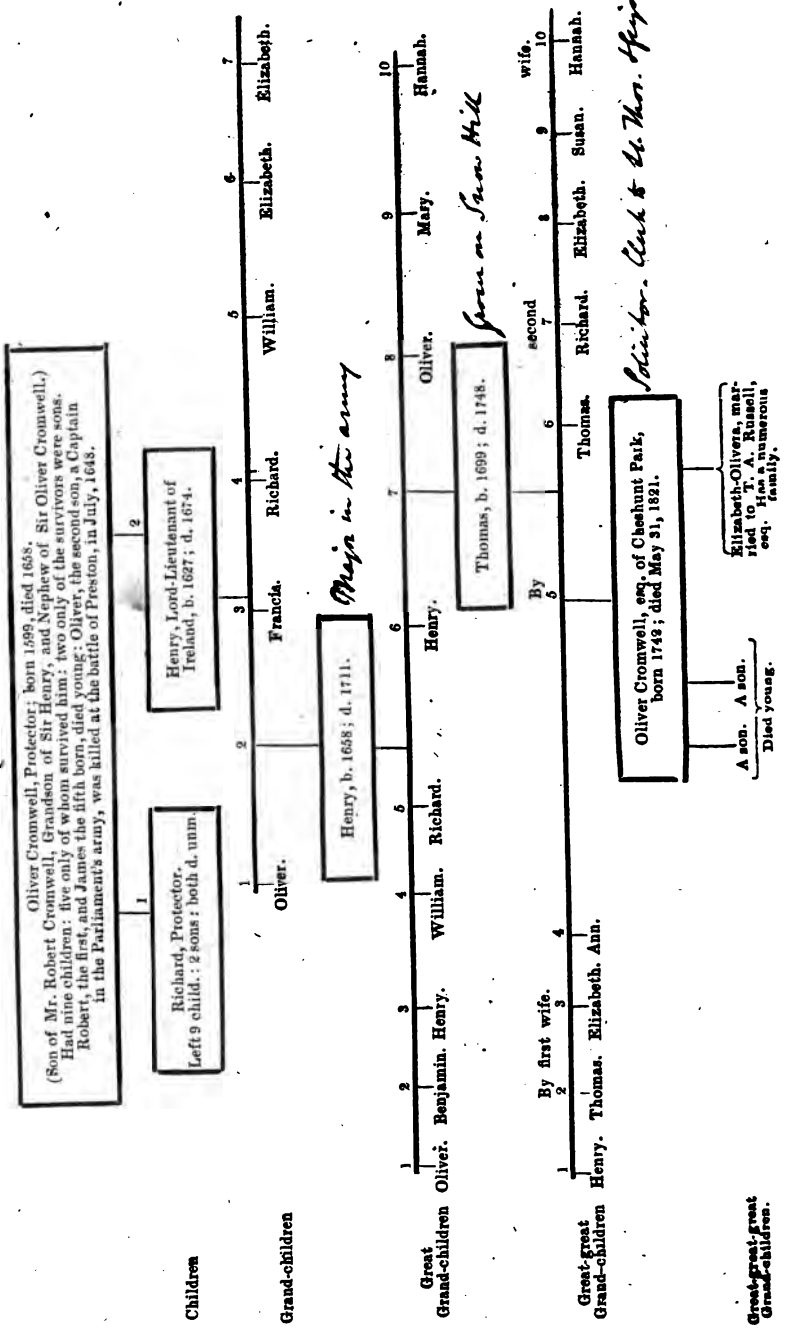 Oliver Cromwell, Protector; born 1599, died 1658.
(Son of Mr. Robert Cromwell, Grandson of Sir Henry, and Nephew of Sir Oliver Cromwell.)
Had nine children: five only of whom survived him: two only of the survivors were sons.
Robert, the first, and James the fifth born, died young: Oliver, the second son, a Captain
in the Parliament's army, was killed at the battle of Preston, in July, 1648.
Children
1
2
Richard, Protector.
Left 9 child.: 2 sons: both d. unm.
Henry, Lord-Lieutenant of
Ireland, b. 1627; d. 1674.
Grand-children
1 2 3 4 5 6 7
Oliver. Francis. Richard. William. Elizabeth. Elizabeth.
Henry, b. 1658; d. 1711.
Major in the army
Great
Grand-children
1 2 3 4 5 6 7 8 9 10
Oliver. Benjamin. Henry. William. Richard. Henry. Oliver. Mary. Hannah.
Thomas, b. 1699; d. 1748.
Grocer on Snow Hill
By first wife. By second wife.
Great-great
Grand-children
1 2 3 4 5 6 7 8 9 10
Henry. Thomas. Elizabeth. Ann. Thomas. Richard. Elizabeth. Susan. Hannah.
Oliver Cromwell, esq. of Cheshunt Park,
born 1742; died May 31, 1821.
Solicitor. Clerk to St. Thos.
Great-great-great
Grand-children.
A son. A son.
Died young.
Elizabeth-Olivera, mar-
ried to T. A. Russell,
esq. Has a numerous
family.